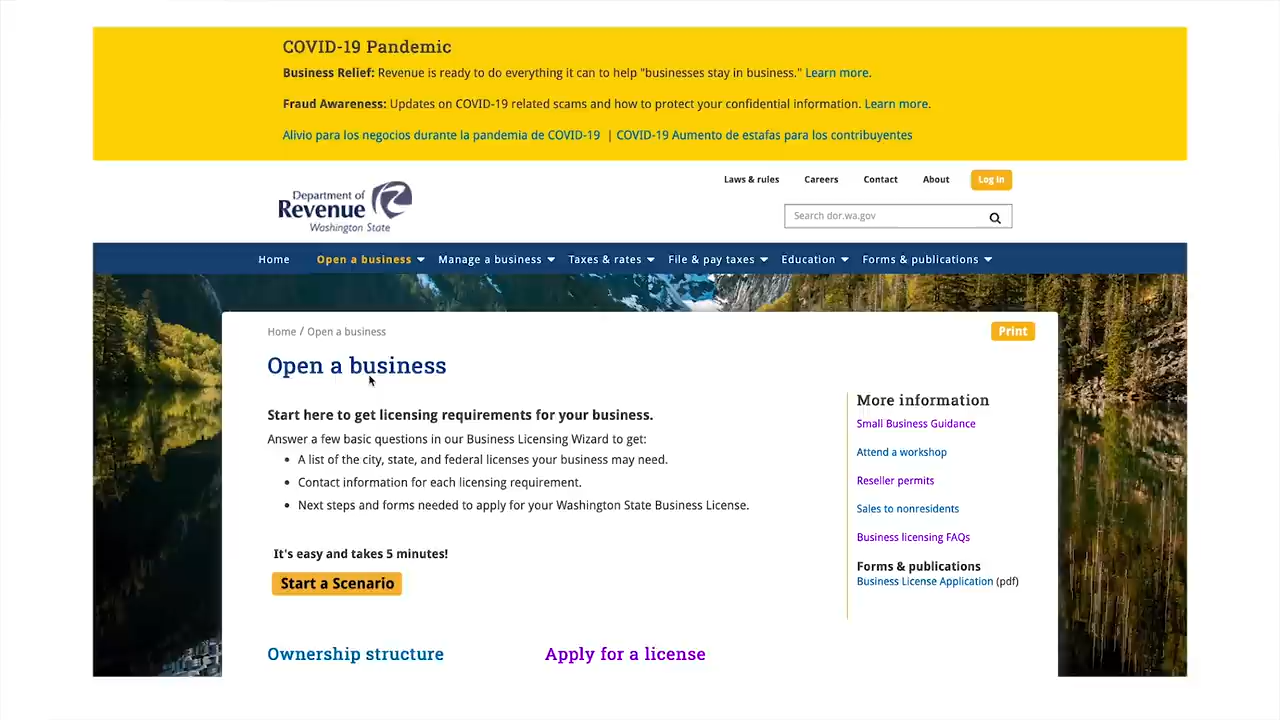 COVID-19 Pandemic
Business Relief: Revenue is ready to do everything it can to help "businesses stay in business." Learn more.
Fraud Awareness: Updates on COVID-19 related scams and how to protect your confidential information. Learn more.
Alivio para los negocios durante la pandemia de COVID-19 | COVID-19 Aumento de estafas para los contribuyentes
Laws & rules Careers Contact About Log in
Department of
Revenue
Washington State
Search dor.wa.gov
Home Open a business Manage a business Taxes & rates File & pay taxes Education Forms & publications
Home / Open a business
Print
Open a business
Start here to get licensing requirements for your business.
Answer a few basic questions in our Business Licensing Wizard to get:
• A list of the city, state, and federal licenses your business may need.
• Contact information for each licensing requirement.
• Next steps and forms needed to apply for your Washington State Business License.
It's easy and takes 5 minutes!
Start a Scenario
Ownership structure
Apply for a license
More information
Small Business Guidance
Attend a workshop
Reseller permits
Sales to nonresidents
Business licensing FAQs
Forms & publications
Business License Application (pdf)